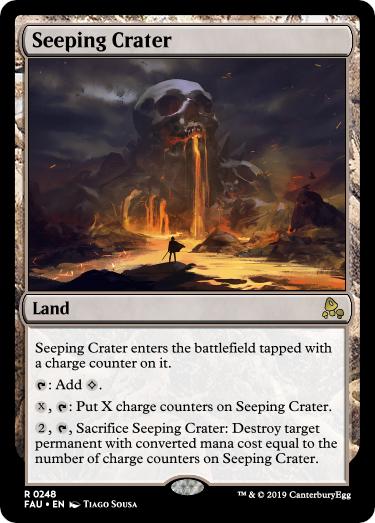 Seeping Crater
Land
Seeping Crater enters the battlefield tapped with
a charge counter on it.
: Add .
X, : Put X charge counters on Seeping Crater.
2, , Sacrifice Seeping Crater: Destroy target
permanent with converted mana cost equal to the
number of charge counters on Seeping Crater.
R 0248
FAU • EN Tiago Sousa
™ & © 2019 CanterburyEgg